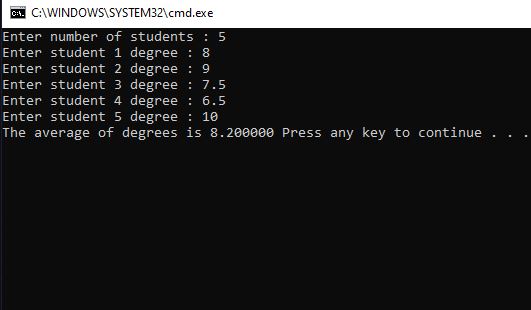 C:\WINDOWS\SYSTEM32\cmd.exe
Enter number of students : 5
Enter student 1 degree : 8
Enter student 2 degree : 9
Enter student 3 degree : 7.5
Enter student 4 degree : 6.5
Enter student 5 degree : 10
The average of degrees is 8.200000 Press any key to continue . . .